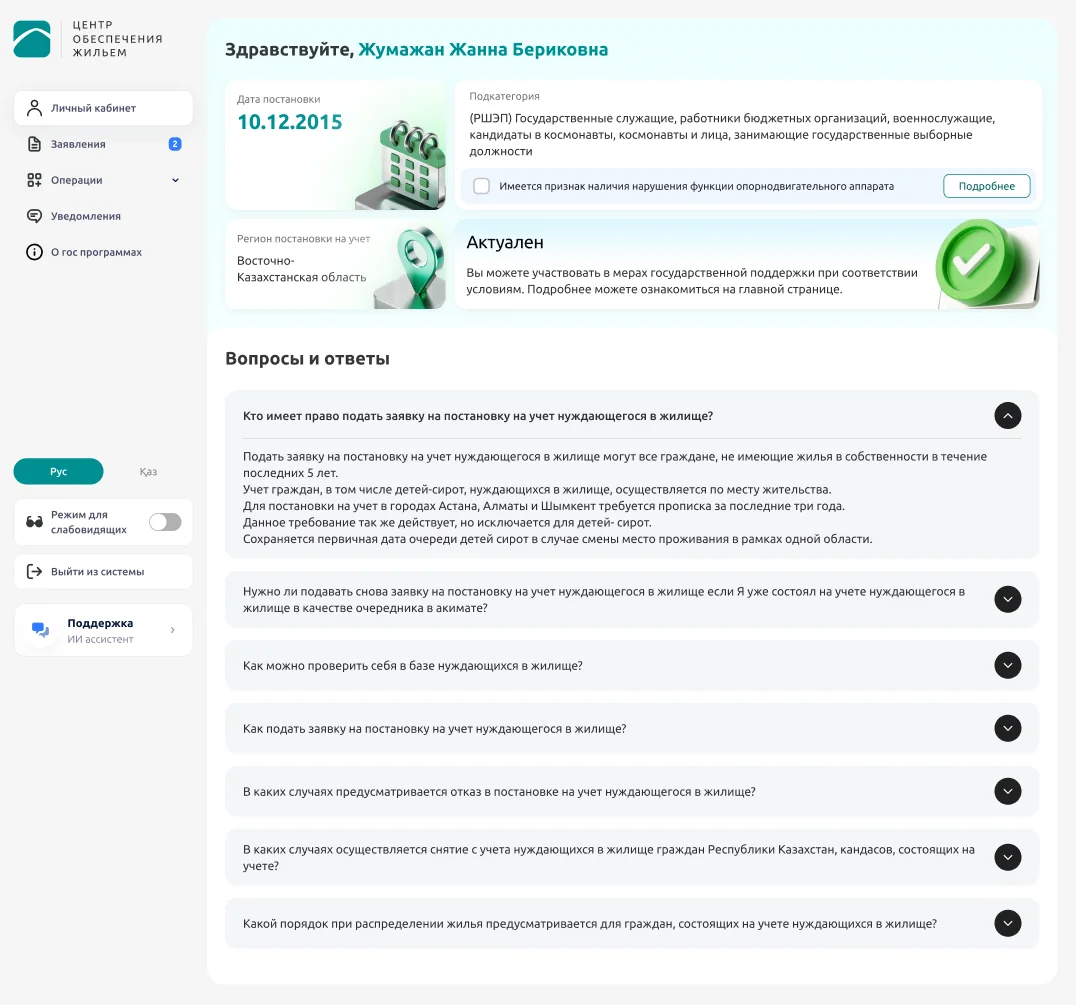 ЦЕНТР
ОБЕСПЕЧЕНИЯ
ЖИЛЬЕМ
Личный кабинет
Заявления 2
Операции
Уведомления
О гос программах
Рус Қаз
Режим для
слабовидящих
Выйти из системы
Поддержка
ИИ ассистент
Здравствуйте, Жумажан Жанна Бериковна
Дата постановки
10.12.2015
Подкатегория
(РШЭП) Государственные служащие, работники бюджетных организаций, военнослужащие,
кандидаты в космонавты, космонавты и лица, занимающие государственные выборные
должности
Имеется признак наличия нарушения функции опорнодвигательного аппарата Подробнее
Регион постановки на учет
Восточно-
Казахстанская область
Актуален
Вы можете участвовать в мерах государственной поддержки при соответствии
условиям. Подробнее можете ознакомиться на главной странице.
Вопросы и ответы
Кто имеет право подать заявку на постановку на учет нуждающегося в жилище?
Подать заявку на постановку на учет нуждающегося в жилище могут все граждане, не имеющие жилья в собственности в течение
последних 5 лет.
Учет граждан, в том числе детей-сирот, нуждающихся в жилище, осуществляется по месту жительства.
Для постановки на учет в городах Астана, Алматы и Шымкент требуется прописка за последние три года.
Данное требование так же действует, но исключается для детей- сирот.
Сохраняется первичная дата очереди детей сирот в случае смены место проживания в рамках одной области.
Нужно ли подавать снова заявку на постановку на учет нуждающегося в жилище если Я уже состоял на учете нуждающегося в
жилище в качестве очередника в акимате?
Как можно проверить себя в базе нуждающихся в жилище?
Как подать заявку на постановку на учет нуждающегося в жилище?
В каких случаях предусматривается отказ в постановке на учет нуждающегося в жилище?
В каких случаях осуществляется снятие с учета нуждающихся в жилище граждан Республики Казахстан, кандасов, состоящих на
учете?
Какой порядок при распределении жилья предусматривается для граждан, состоящих на учете нуждающихся в жилище?